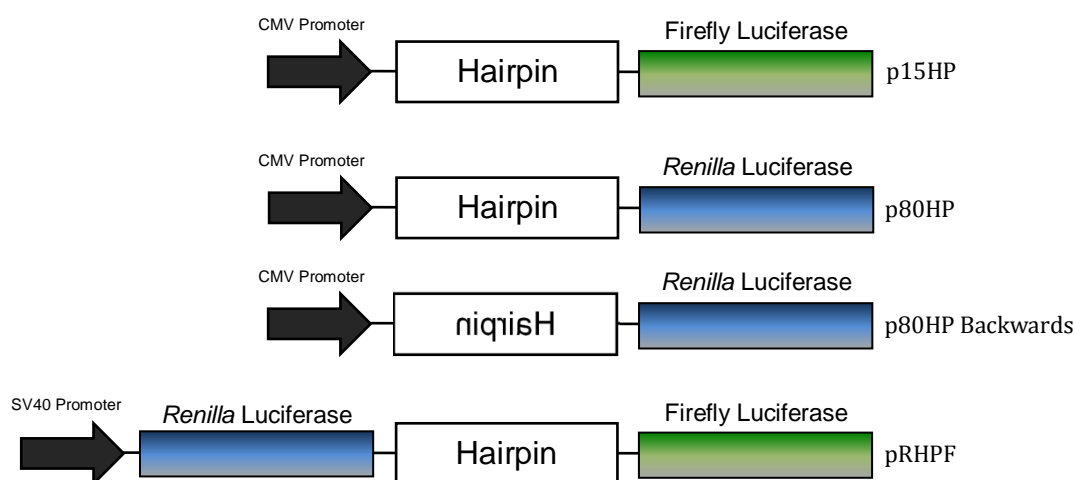 CMV Promoter
Firefly Luciferase
Hairpin
p15HP
CMV Promoter
Renilla Luciferase
Hairpin
p80HP
CMV Promoter
Renilla Luciferase
Hairpin
p80HP Backwards
SV40 Promoter
Renilla Luciferase
Firefly Luciferase
Hairpin
pRHPF